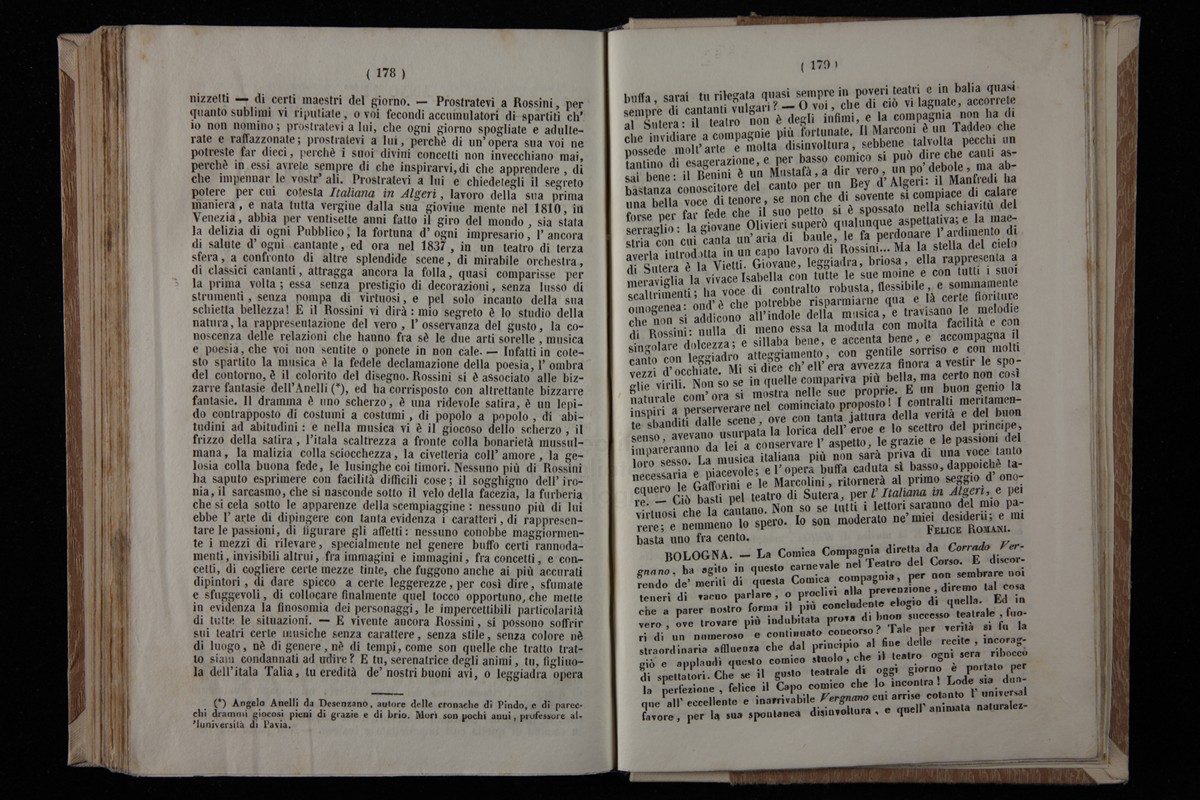 ( 178 )
nizzetti — di certi maestri del giorno. — Prostratevi a Rossini, per
quanto sublimi vi riputiate, o voi fecondi accumulatori di spartiti ch'
io non nomino; prostratevi a lui, che ogni giorno spogliate e adulte-
rate e raffazzonate; prostratevi a lui, perchè di un' opera sua voi ne
potreste far dieci, perchè i suoi divini concetti non invecchiano mai,
perchè in essi avrete sempre di che inspirarvi, di che apprendere, di
che impennar le vostr' ali. Prostratevi a lui e chiedetegli il segreto
potere per cui cotesta Italiana in Algeri, lavoro della sua prima
maniera, e nata tutta vergine dalla sua giovine mente nel 1810, in
Venezia, abbia per ventisette anni fatto il giro del mondo, sia stata
la delizia di ogni Pubblico, la fortuna d' ogni impresario, l' ancora
di salute d' ogni cantante, ed ora nel 1837, in un teatro di terza
sfera, a confronto di altre splendide scene, di mirabile orchestra,
di classici cantanti, attragga ancora la folla, quasi comparisse per
la prima volta; essa senza prestigio di decorazioni, senza lusso di
strumenti, senza pompa di virtuosi, e pel solo incanto della sua
schietta bellezza! E il Rossini vi dirà: mio segreto è lo studio della
natura, la rappresentazione del vero, l' osservanza del gusto, la co-
noscenza delle relazioni che hanno fra sè le due arti sorelle, musica
e poesia, che voi non sentite o ponete in non cale. — Infatti in cote-
sto spartito la musica è la fedele declamazione della poesia, l' ombra
del contorno, è il colorito del disegno. Rossini si è associato alle biz-
zarre fantasie dell'Anelli (*), ed ha corrisposto con altrettante bizzarre
fantasie. Il dramma è uno scherzo, è una ridevole satira, è un lepi-
do contrapposto di costumi a costumi, di popolo a popolo, di abi-
tudini ad abitudini: e nella musica vi è il giocoso dello scherzo, il
frizzo della satira, l'itala scaltrezza a fronte colla bonarietà mussul-
mana, la malizia colla sciocchezza, la civetteria coll' amore, la ge-
losia colla buona fede, le lusinghe coi timori. Nessuno più di Rossini
ha saputo esprimere con facilità difficili cose; il sogghigno dell' iro-
nia, il sarcasmo, che si nasconde sotto il velo della facezia, la furberia
che si cela sotto le apparenze della scempiaggine: nessuno più di lui
ebbe l' arte di dipingere con tanta evidenza i caratteri, di rappresen-
tare le passioni, di figurare gli affetti: nessuno conobbe maggiormen-
te i mezzi di rilevare, specialmente nel genere buffo certi rannoda-
menti, invisibili altrui, fra immagini e immagini, fra concetti, e con-
cetti, di cogliere certe mezze tinte, che fuggono anche ai più accurati
dipintori, di dare spicco a certe leggerezze, per così dire, sfumate
e sfuggevoli, di collocare finalmente quel tocco opportuno, che mette
in evidenza la finosomia dei personaggi, le impercettibili particolarità
di tutte le situazioni. — E vivente ancora Rossini, si possono soffrir
sui teatri certe musiche senza carattere, senza stile, senza colore nè
di luogo, nè di genere, nè di tempi, come son quelle che tratto trat-
to siam condannati ad udire? E tu, serenatrice degli animi, tu, figliuo-
la dell'itala Talia, tu eredità de' nostri buoni avi, o leggiadra opera
(*) Angelo Anelli da Desenzano, autore delle cronache di Pindo, e di parec-
chi drammi giocosi pieni di grazie e di brio. Morì son pochi anni, professore al-
l'università di Pavia.
( 179 )
buffa, sarai tu rilegata quasi sempre in poveri teatri e in balia quasi
sempre di cantanti vulgari? — O voi, che di ciò vi lagnate, accorrete
al Sutera: il teatro non è degli infimi, e la compagnia non ha di
che invidiare a compagnie più fortunate. Il Marconi è un Taddeo che
possede molt' arte e molta disinvoltura, sebbene talvolta pecchi un
tantino di esagerazione, e per basso comico si può dire che canti as-
sai bene: il Benini è un Mustafà, a dir vero, un po' debole, ma ab-
bastanza conoscitore del canto per un Bey d' Algeri: il Manfredi ha
una bella voce di tenore, se non che di sovente si compiace di calare
forse per far fede che il suo petto si è spossato nella schiavitù del
serraglio: la giovane Olivieri superò qualunque aspettativa; e la mae-
stria con cui canta un' aria di baule, le fa perdonare l' ardimento di
averla introdotta in un capo lavoro di Rossini... Ma la stella del cielo
di Sutera è la Vietti. Giovane, leggiadra, briosa, ella rappresenta a
meraviglia la vivace Isabella con tutte le sue moine e con tutti i suoi
scaltrimenti; ha voce di contralto robusta, flessibile, e sommamente
omogenea: ond' è che potrebbe risparmiarne qua e là certe fioriture
che non si addicono all'indole della musica, e travisano le melodie
di Rossini: nulla di meno essa la modula con molta facilità e con
singolare dolcezza; e sillaba bene, e accenta bene, e accompagna il
canto con leggiadro atteggiamento, con gentile sorriso e con molti
vezzi d'occhiate. Mi si dice ch' ell' era avvezza finora a vestir le spo-
glie virili. Non so se in quelle compariva più bella, ma certo non così
naturale com' ora si mostra nelle sue proprie. E un buon genio la
inspiri a perserverare nel cominciato proposto! I contralti meritamen-
te sbanditi dalle scene, ove con tanta jattura della verità e del buon
senso, avevano usurpata la lorica dell' eroe e lo scettro del principe,
impareranno da lei a conservare l' aspetto, le grazie e le passioni del
loro sesso. La musica italiana più non sarà priva di una voce tanto
necessaria e piacevole; e l' opera buffa caduta sì basso, dappoichè ta-
cquero le Gafforini e le Marcolini, ritornerà al primo seggio d' ono-
re. — Ciò basti pel teatro di Sutera, per l' Italiana in Algeri, e pei
virtuosi che la cantano. Non so se tutti i lettori saranno del mio pa-
rere; e nemmeno lo spero. Io son moderato ne' miei desiderii; e mi
basta uno fra cento. FELICE ROMANI.
BOLOGNA. — La Comica Compagnia diretta da Corrado Ver-
gnano, ha agito in questo carnevale nel Teatro del Corso. E discor-
rendo de' meriti di questa Comica compagnia, per non sembrare noi
teneri di vacuo parlare, o proclivi alla prevenzione, diremo tal cosa
che a parer nostro forma il più concludente elogio di quella. Ed in
vero, ove trovare più indubitata prova di buon successo teatrale, fuo-
ri di un numeroso e continuato concorso? Tale per verità si fu la
straordinaria affluenza che dal principio al fine delle recite, incorag-
giò e applaudì questo comico stuolo, che il teatro ogni sera riboccò
di spettatori. Che se il gusto teatrale di oggi giorno è portato per
la perfezione, felice il Capo comico che lo incontra! Lode sia dun-
que all' eccellente e inarrivabile Vergnano cui arrise cotanto l' universal
favore, per la sua spontanea disinvoltura, e quell' animata naturalez-